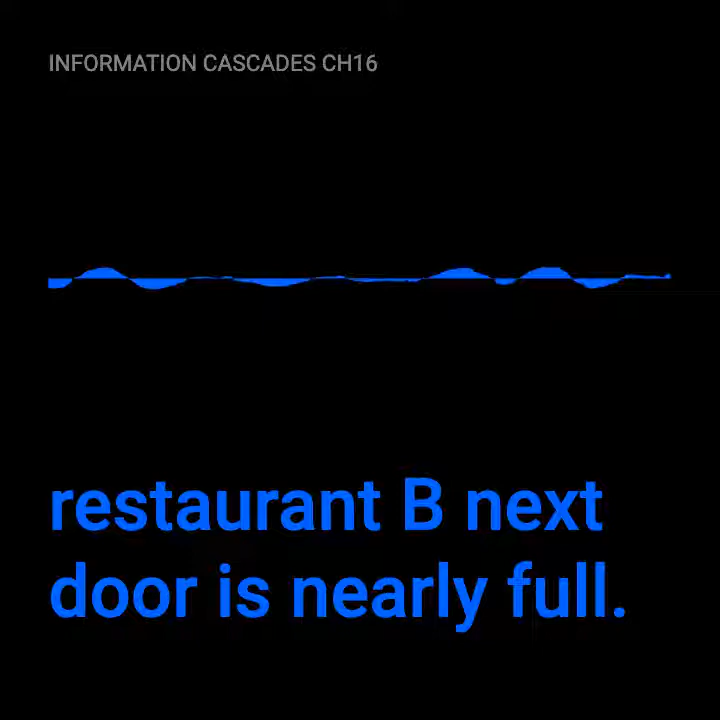 INFORMATION CASCADES CH16
restaurant B next
door is nearly full.